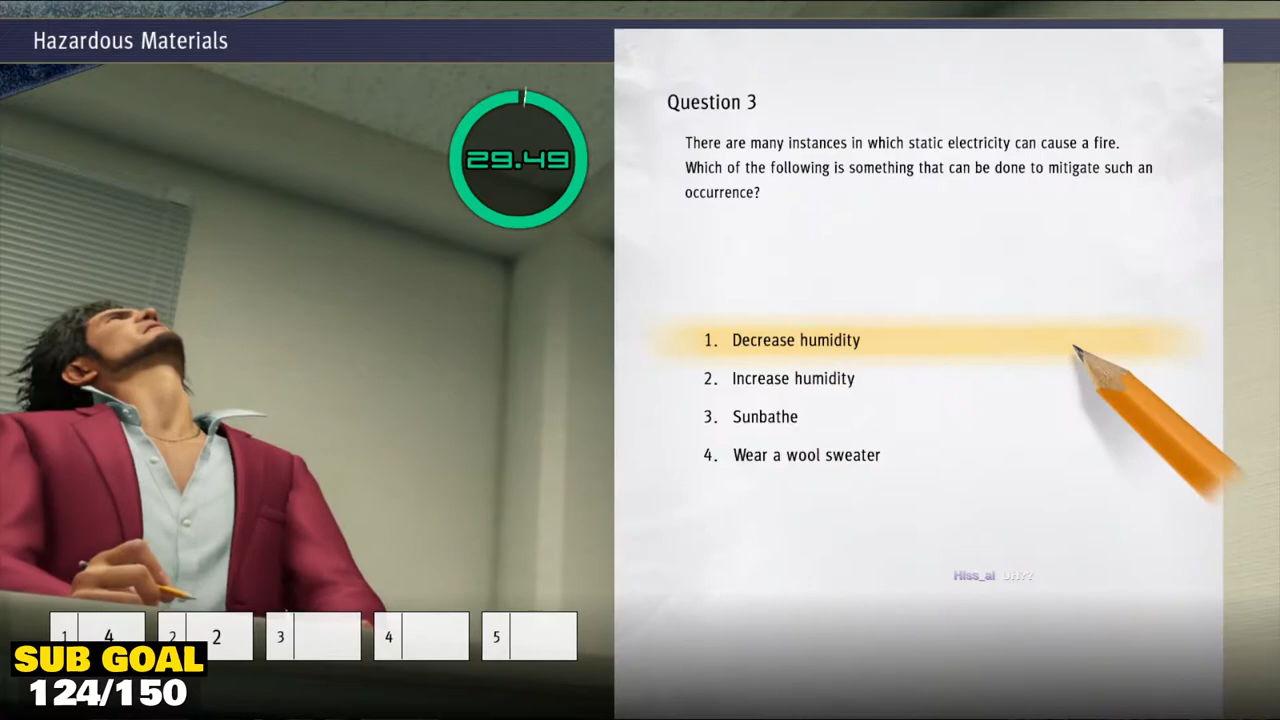 Hazardous Materials
29.49
Question 3
There are many instances in which static electricity can cause a fire.
Which of the following is something that can be done to mitigate such an
occurrence?
1. Decrease humidity
2. Increase humidity
3. Sunbathe
4. Wear a wool sweater
Hiss_ai UH??
1 4 2 2 3 4 5
SUB GOAL
124/150